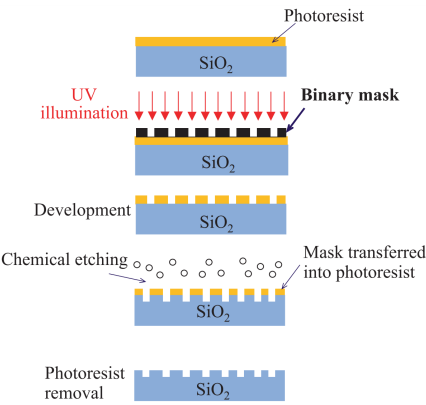 Photoresist
SiO₂
UV
illumination
Binary mask
SiO₂
Development
SiO₂
Chemical etching
Mask transferred
into photoresist
SiO₂
Photoresist
removal
SiO₂